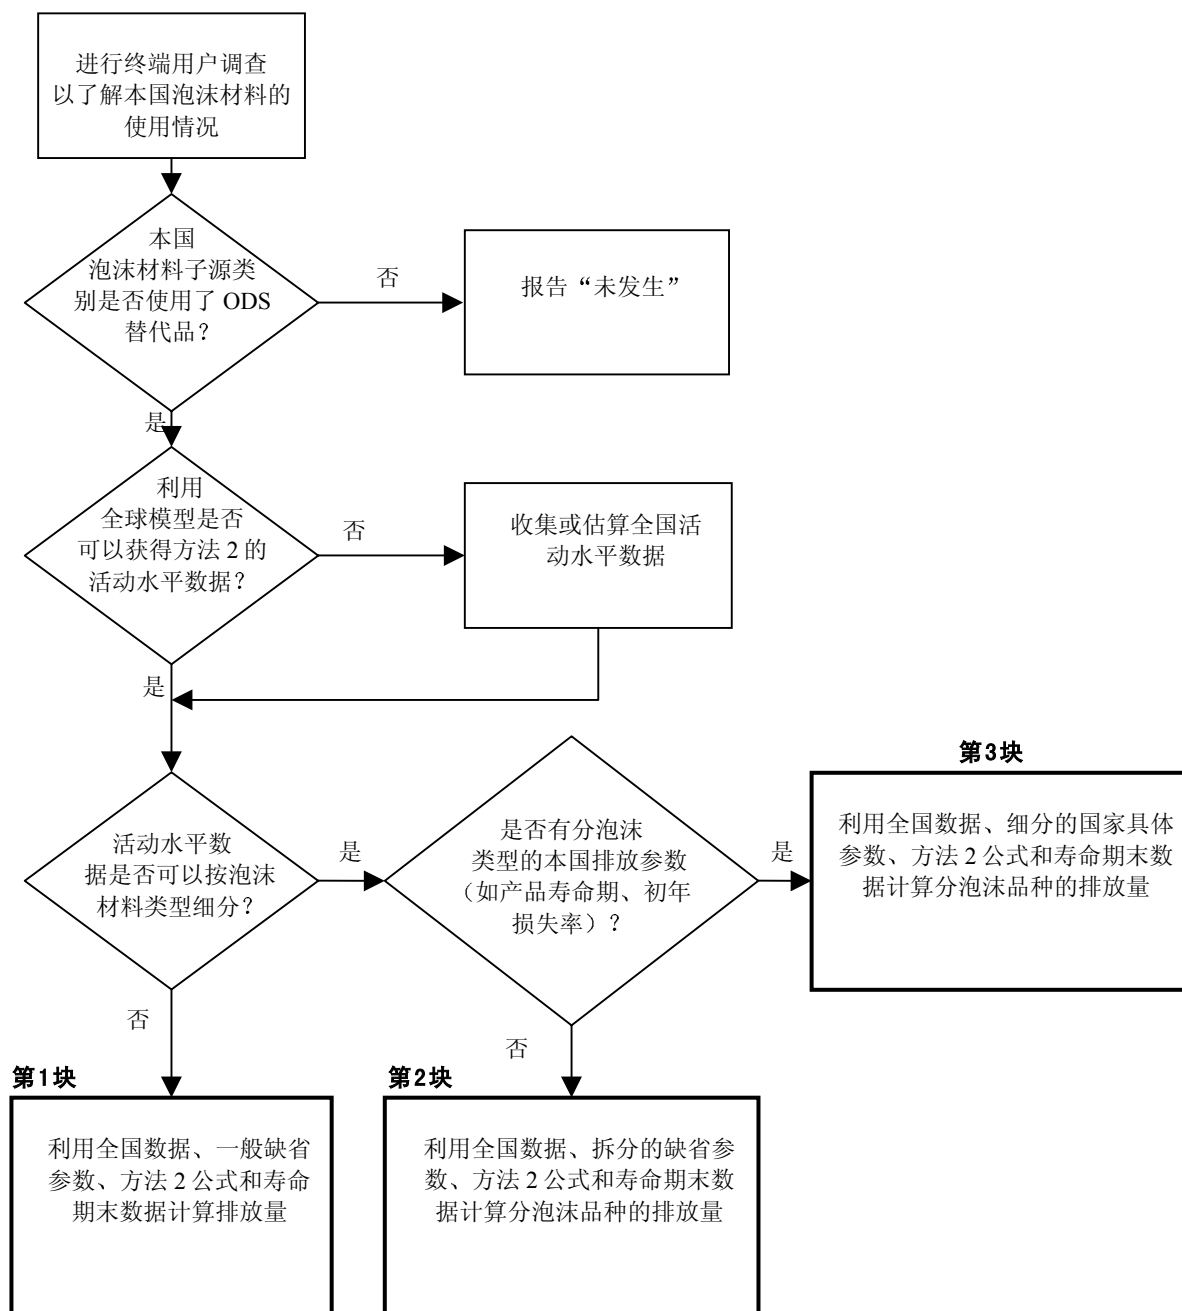 进行终端用户调查
以了解本国泡沫材料的
使用情况
本国
泡沫材料子源类
别是否使用了 ODS
替代品？
否
报告“未发生”
是
利用
全球模型是否
可以获得方法 2 的
活动水平数据？
否
收集或估算全国活
动水平数据
是
活动水平数
据是否可以按泡沫
材料类型细分？
是
是否有分泡沫
类型的本国排放参数
（如产品寿命期、初年
损失率）？
是
第3块
利用全国数据、细分的国家具体
参数、方法 2 公式和寿命期末数
据计算分泡沫品种的排放量
否
否
第1块
利用全国数据、一般缺省
参数、方法 2 公式和寿命
期末数据计算排放量
第2块
利用全国数据、拆分的缺省参
数、方法 2 公式和寿命期末数
据计算分泡沫品种的排放量